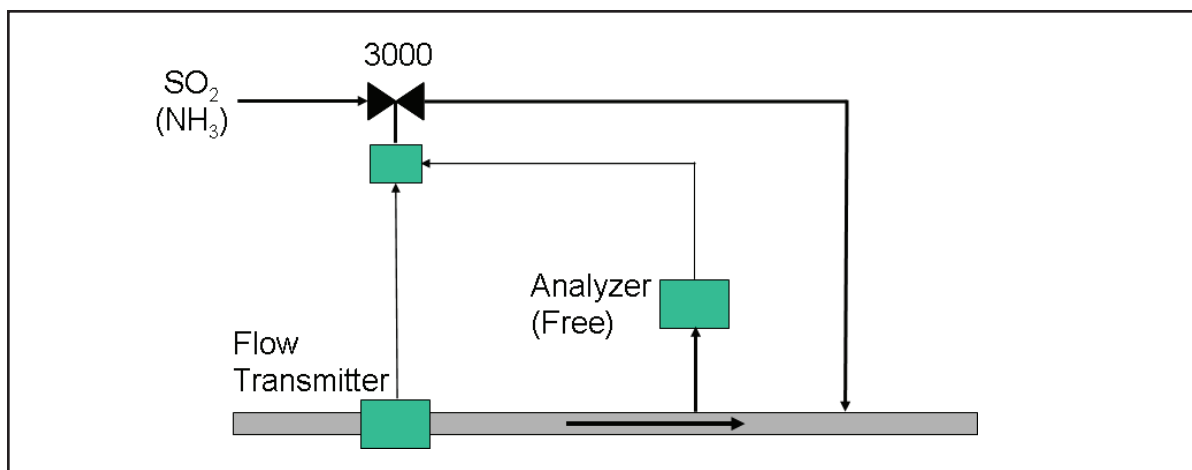 3000
SO₂
(NH₃)
Analyzer
(Free)
Flow
Transmitter